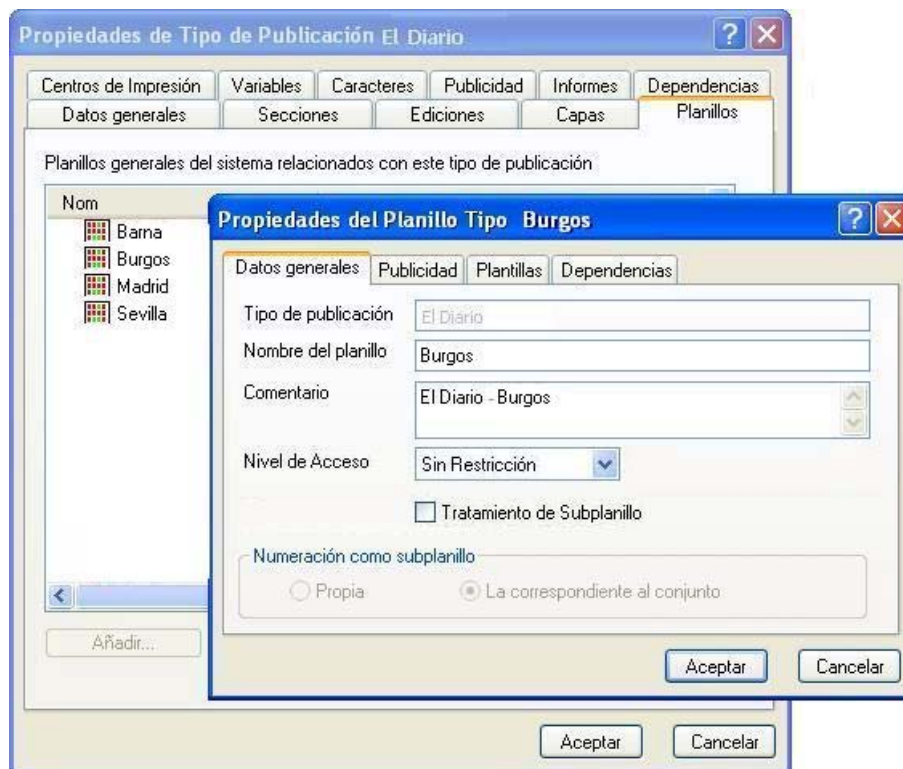 Propiedades de Tipo de Publicación El Diario
Centros de Impresión Variables Caracteres Publicidad Informes Dependencias
Datos generales Secciones Ediciones Capas Planillos
Planillos generales del sistema relacionados con este tipo de publicación
Nom
Barna
Burgos
Madrid
Sevilla
Añadir...
Aceptar Cancelar
Propiedades del Planillo Tipo Burgos
Datos generales Publicidad Plantillas Dependencias
Tipo de publicación El Diario
Nombre del planillo Burgos
Comentario El Diario - Burgos
Nivel de Acceso Sin Restricción
Tratamiento de Subplanillo
Numeración como subplanillo
Propia La correspondiente al conjunto
Aceptar Cancelar